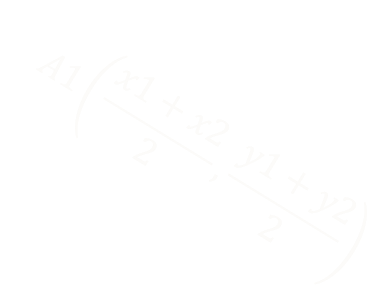 A1(x1 + x2 / 2 , y1 + y2 / 2)